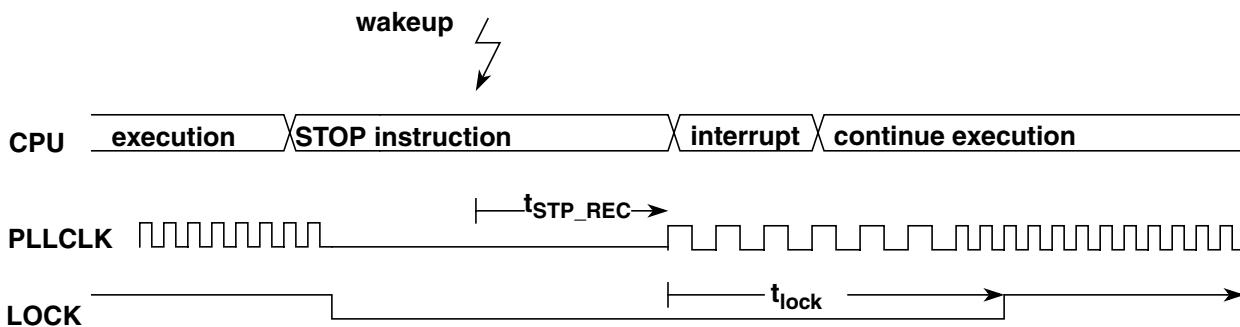 wakeup
CPU execution STOP instruction interrupt continue execution
tSTP_REC
PLLCLK
tlock
LOCK